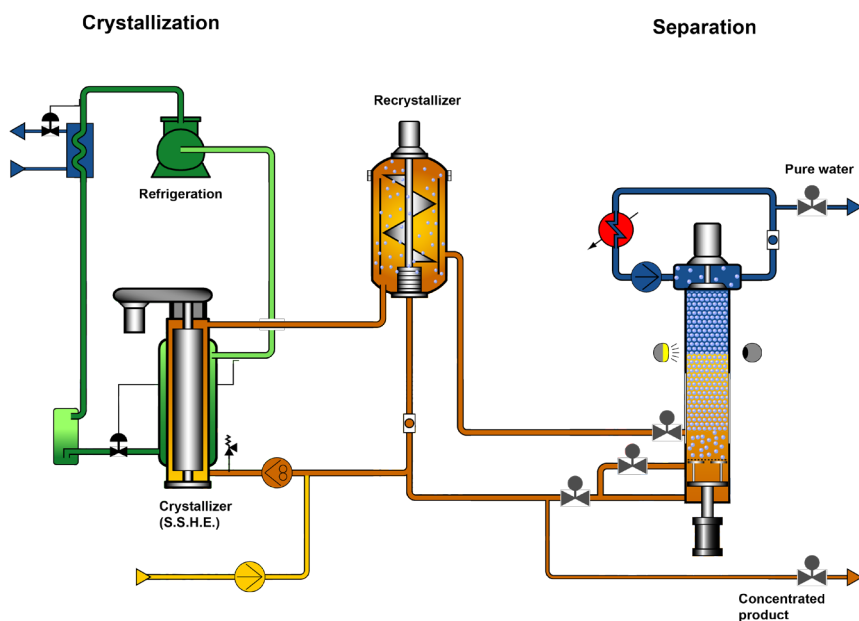 Crystallization
Separation
Recrystallizer
Refrigeration
Pure water
Crystallizer
(S.S.H.E.)
Concentrated
product